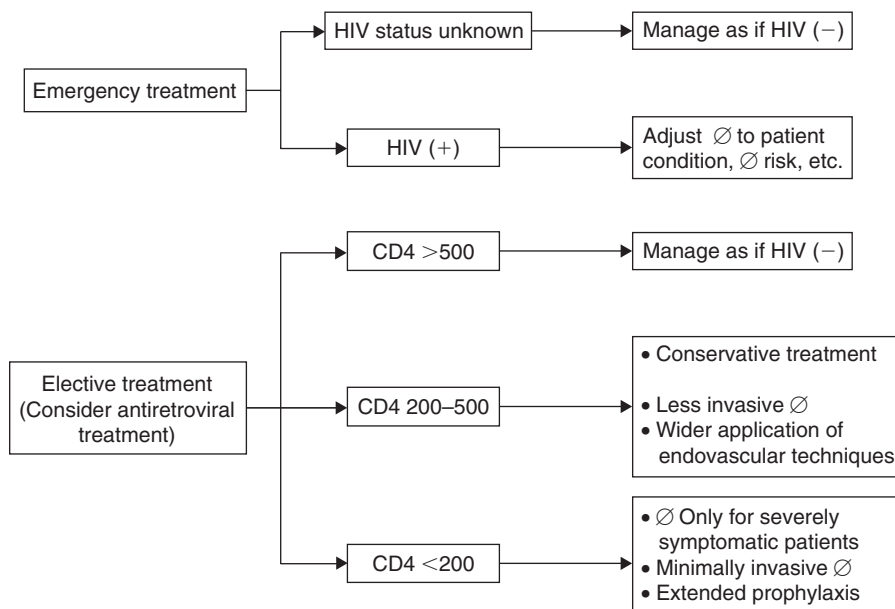 HIV status unknown
Manage as if HIV (−)
Emergency treatment
HIV (+)
Adjust ∅ to patient
condition, ∅ risk, etc.
CD4 >500
Manage as if HIV (−)
Elective treatment
(Consider antiretroviral
treatment)
CD4 200–500
• Conservative treatment
• Less invasive ∅
• Wider application of
endovascular techniques
CD4 <200
• ∅ Only for severely
symptomatic patients
• Minimally invasive ∅
• Extended prophylaxis